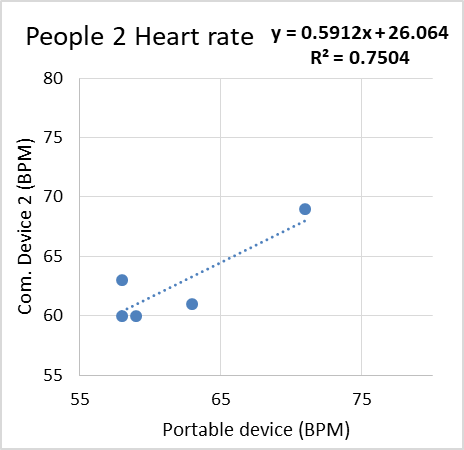 People 2 Heart rate
y = 0.5912x + 26.064
R² = 0.7504
80
75
70
65
60
55
Com. Device 2 (BPM)
55
65
75
Portable device (BPM)